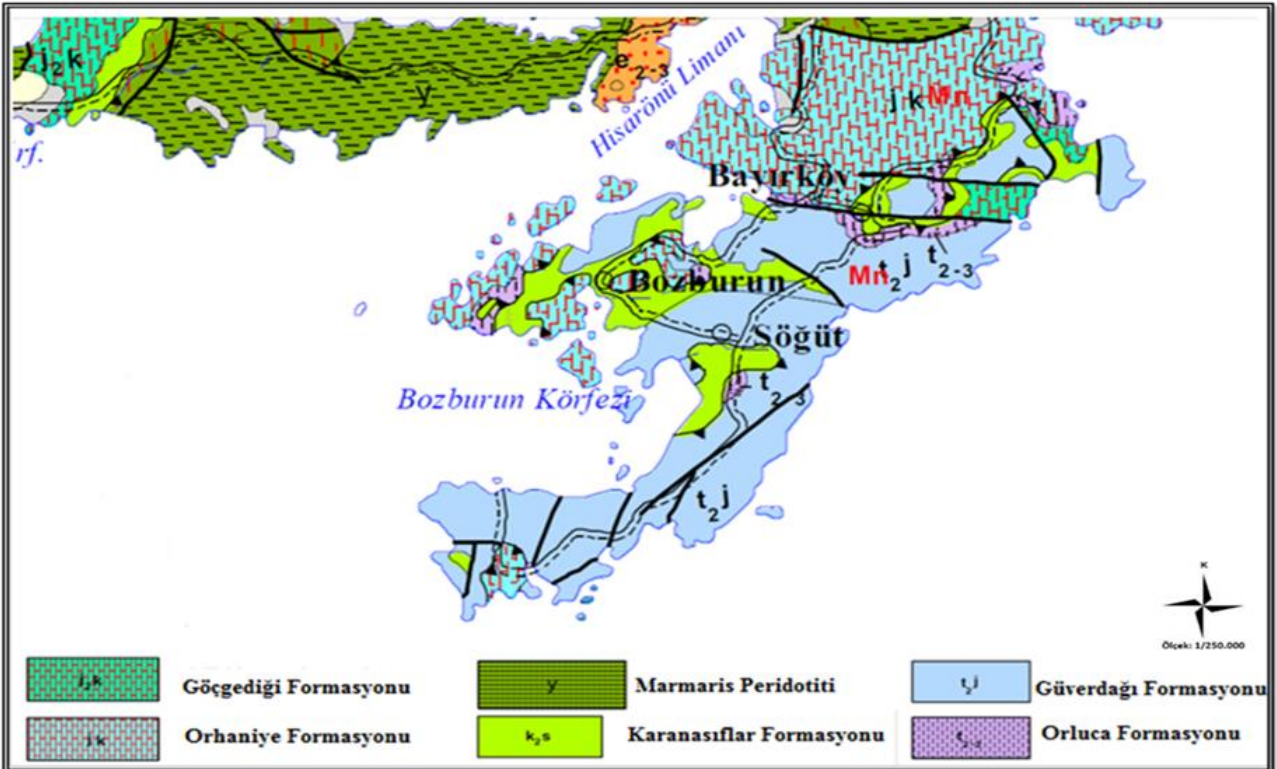 j₂k
y
e₂₋₃
Hisarönü Limanı
rf.
j k Mn
Bayırköy
Bozburun
Mn t₂j t₂₋₃
Söğüt
t₂₋₃
Bozburun Körfezi
t₂j
K
Ölçek: 1/250.000
j₂k Göçgediği Formasyonu
y Marmaris Peridotiti
t₂j Güverdağı Formasyonu
jk Orhaniye Formasyonu
k₂s Karanasıflar Formasyonu
t₂₋₃ Orluca Formasyonu